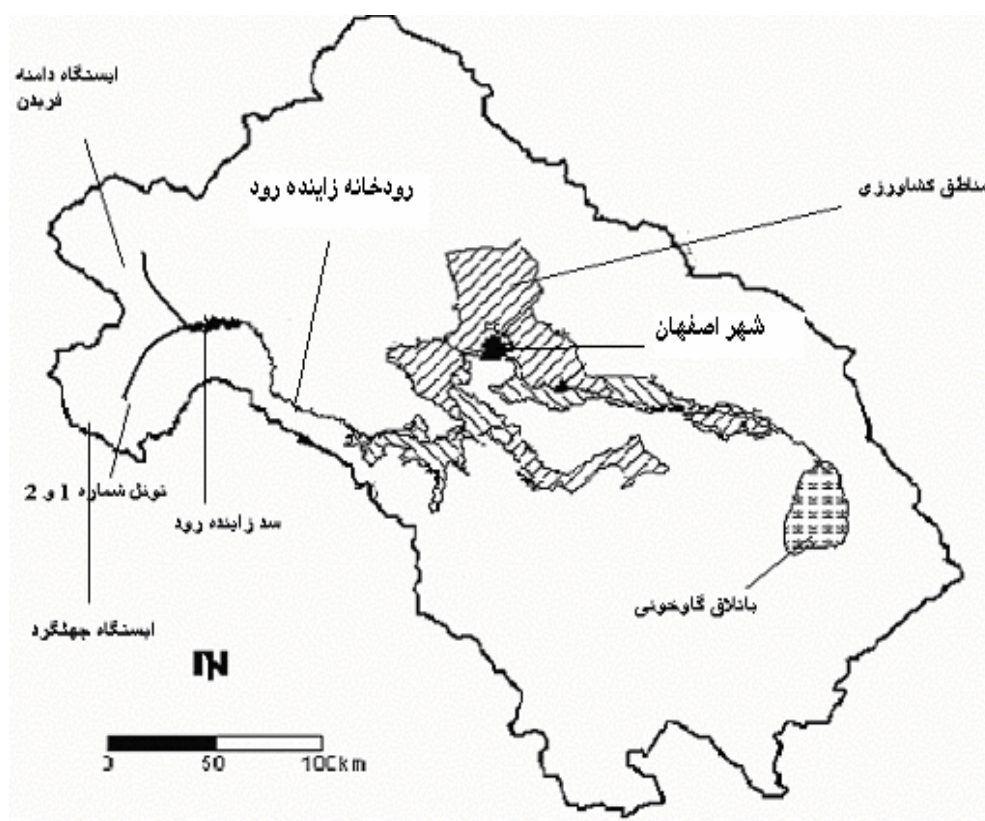 ایستگاه دامنه
فریدن
رودخانه زاینده رود
مناطق کشاورزی
شهر اصفهان
تونل شماره 1 و 2
سد زاینده رود
باتلاق گاوخونی
ایستگاه چهلگرد
N
0 50 100km